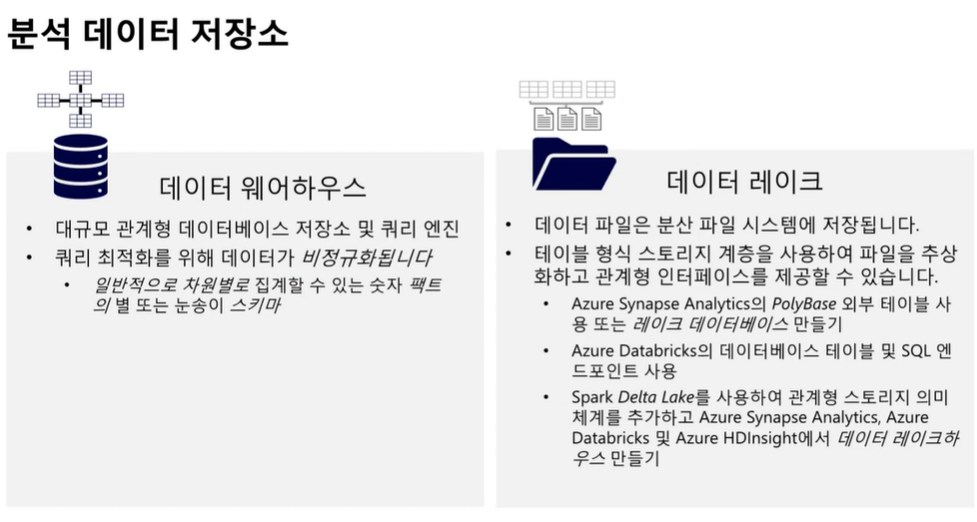 분석 데이터 저장소
데이터 웨어하우스
• 대규모 관계형 데이터베이스 저장소 및 쿼리 엔진
• 쿼리 최적화를 위해 데이터가 비정규화됩니다
• 일반적으로 차원별로 집계할 수 있는 숫자 팩트
의 별 또는 눈송이 스키마
데이터 레이크
• 데이터 파일은 분산 파일 시스템에 저장됩니다.
• 테이블 형식 스토리지 계층을 사용하여 파일을 추상
화하고 관계형 인터페이스를 제공할 수 있습니다.
• Azure Synapse Analytics의 PolyBase 외부 테이블 사
용 또는 레이크 데이터베이스 만들기
• Azure Databricks의 데이터베이스 테이블 및 SQL 엔
드포인트 사용
• Spark Delta Lake를 사용하여 관계형 스토리지 의미
체계를 추가하고 Azure Synapse Analytics, Azure
Databricks 및 Azure HDInsight에서 데이터 레이크하
우스 만들기